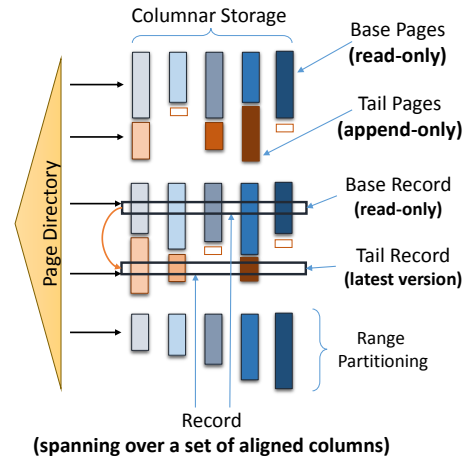 Columnar Storage
Base Pages
(read-only)
Tail Pages
(append-only)
Page Directory
Base Record
(read-only)
Tail Record
(latest version)
Range
Partitioning
Record
(spanning over a set of aligned columns)